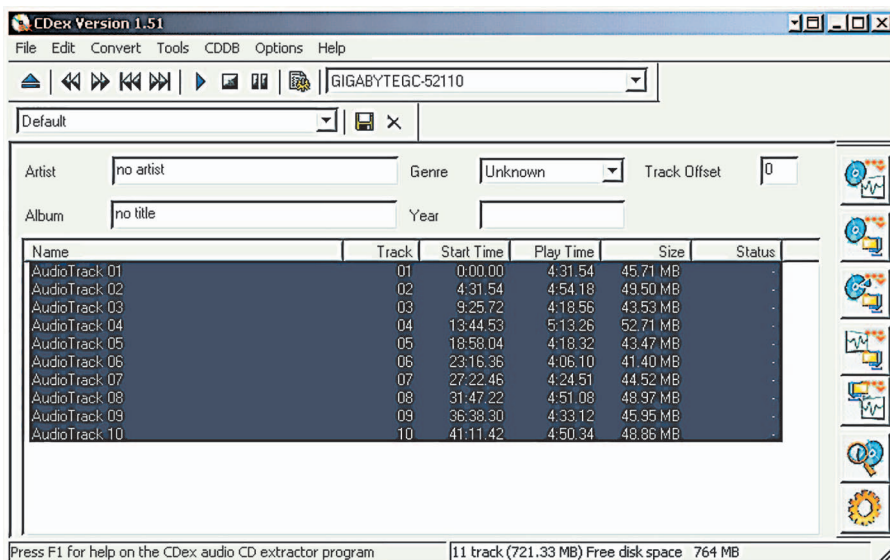 CDex Version 1.51
File Edit Convert Tools CDDB Options Help
GIGABYTEGC-52110
Default
Artist no artist Genre Unknown Track Offset 0
Album no title Year
Name Track Start Time Play Time Size Status
AudioTrack 01 01 0:00.00 4:31.54 45.71 MB -
AudioTrack 02 02 4:31.54 4:54.18 49.50 MB -
AudioTrack 03 03 9:25.72 4:18.56 43.53 MB -
AudioTrack 04 04 13:44.53 5:13.26 52.71 MB -
AudioTrack 05 05 18:58.04 4:18.32 43.47 MB -
AudioTrack 06 06 23:16.36 4:06.10 41.40 MB -
AudioTrack 07 07 27:22.46 4:24.51 44.52 MB -
AudioTrack 08 08 31:47.22 4:51.08 48.97 MB -
AudioTrack 09 09 36:38.30 4:33.12 45.95 MB -
AudioTrack 10 10 41:11.42 4:50.34 48.86 MB -
Press F1 for help on the CDex audio CD extractor program 11 track (721.33 MB) Free disk space 764 MB